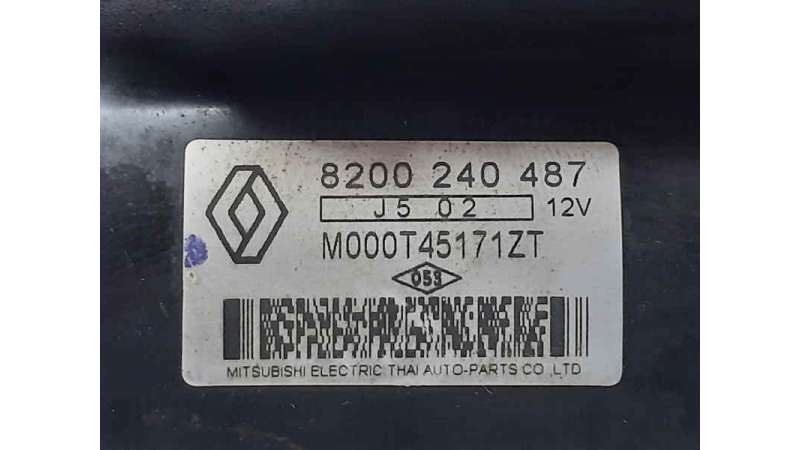 8200 240 487
J5 02 12V
M000T45171ZT
053
MITSUBISHI ELECTRIC THAI AUTO-PARTS CO.,LTD